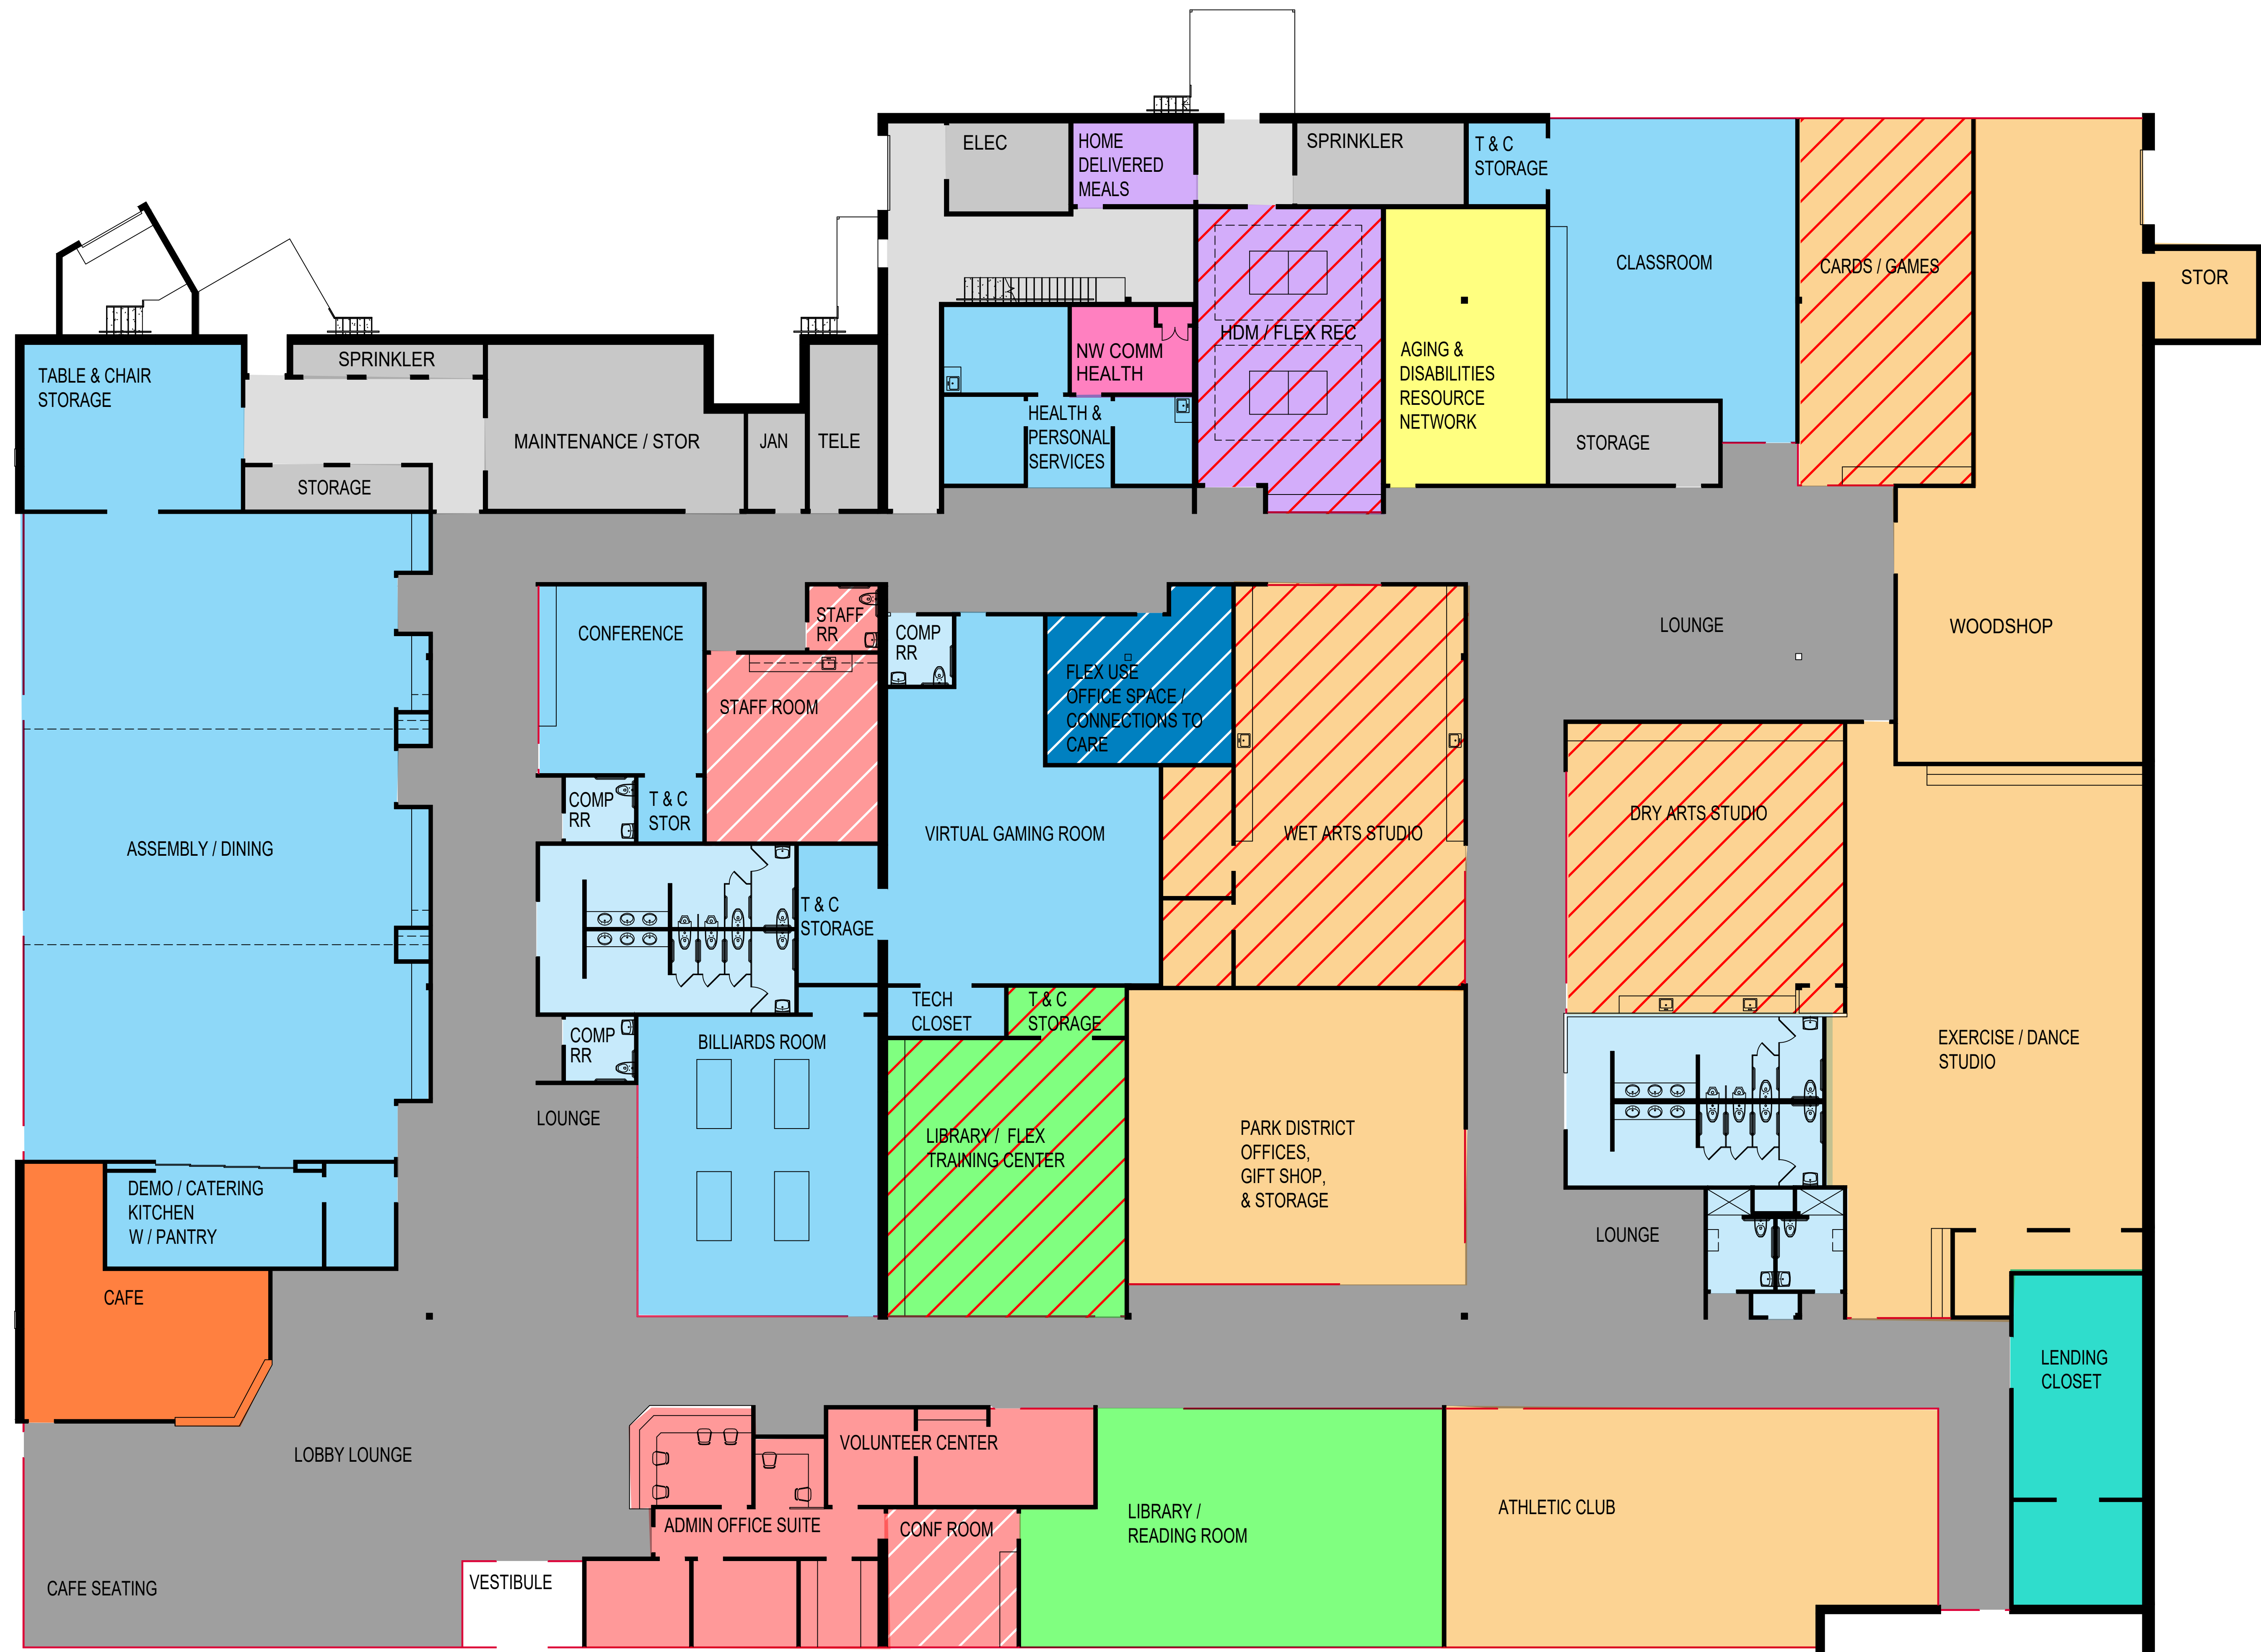 ELEC
HOME
DELIVERED
MEALS
SPRINKLER
T & C
STORAGE
CLASSROOM
CARDS / GAMES
STOR
TABLE & CHAIR
STORAGE
SPRINKLER
MAINTENANCE / STOR
JAN
TELE
STORAGE
NW COMM
HEALTH
HEALTH &
PERSONAL
SERVICES
HDM / FLEX REC
AGING &
DISABILITIES
RESOURCE
NETWORK
STORAGE
CONFERENCE
STAFF
RR
STAFF ROOM
COMP
RR
FLEX USE
OFFICE SPACE /
CONNECTIONS TO
CARE
LOUNGE
WOODSHOP
COMP
RR
T & C
STOR
ASSEMBLY / DINING
VIRTUAL GAMING ROOM
WET ARTS STUDIO
DRY ARTS STUDIO
T & C
STORAGE
TECH
CLOSET
T & C
STORAGE
COMP
RR
BILLIARDS ROOM
EXERCISE / DANCE
STUDIO
LOUNGE
LIBRARY / FLEX
TRAINING CENTER
PARK DISTRICT
OFFICES,
GIFT SHOP,
& STORAGE
DEMO / CATERING
KITCHEN
W / PANTRY
LOUNGE
CAFE
LENDING
CLOSET
LOBBY LOUNGE
VOLUNTEER CENTER
ADMIN OFFICE SUITE
CONF ROOM
LIBRARY /
READING ROOM
ATHLETIC CLUB
CAFE SEATING
VESTIBULE